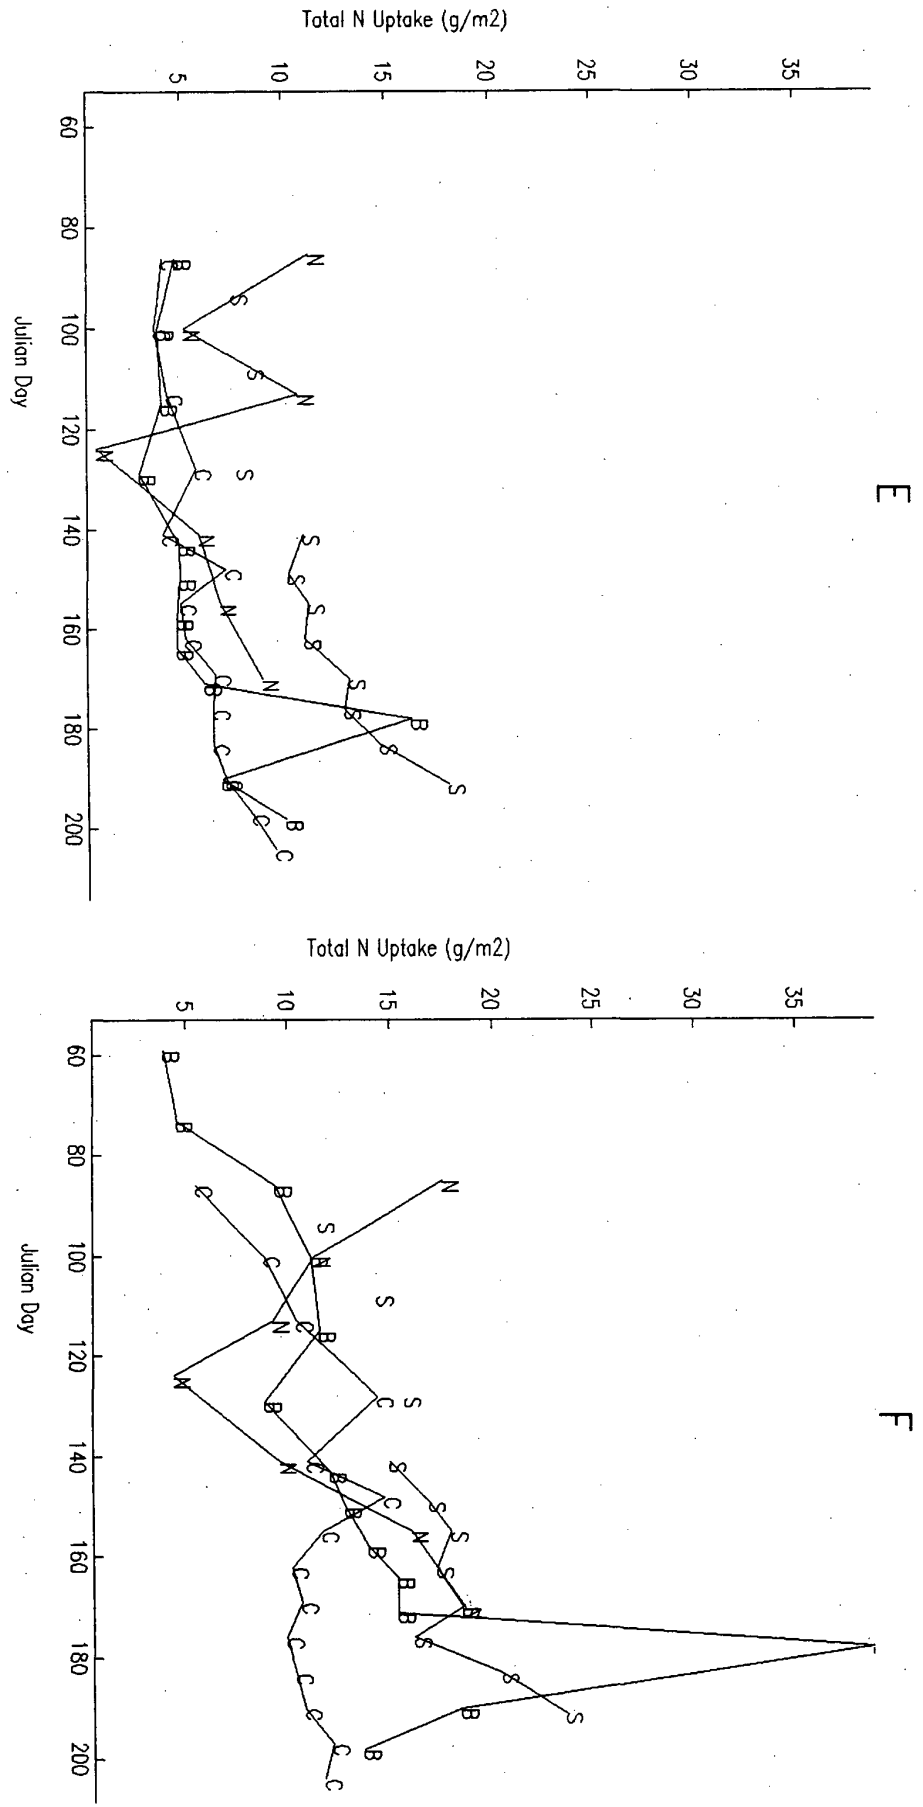 E
Total N Uptake (g/m2)
5 10 15 20 25 30 35
60 80 100 120 140 160 180 200
Julian Day
N S N S N N S N N N
S S S S S S S S
B B B B B B B B B B B B
C C C C C C C C C C C C C
F
Total N Uptake (g/m2)
5 10 15 20 25 30 35
60 80 100 120 140 160 180 200
Julian Day
N N N N N N N
S S S S S S S S S S
B B B B B B B B B B B B B
C C C C C C C C C C C C C